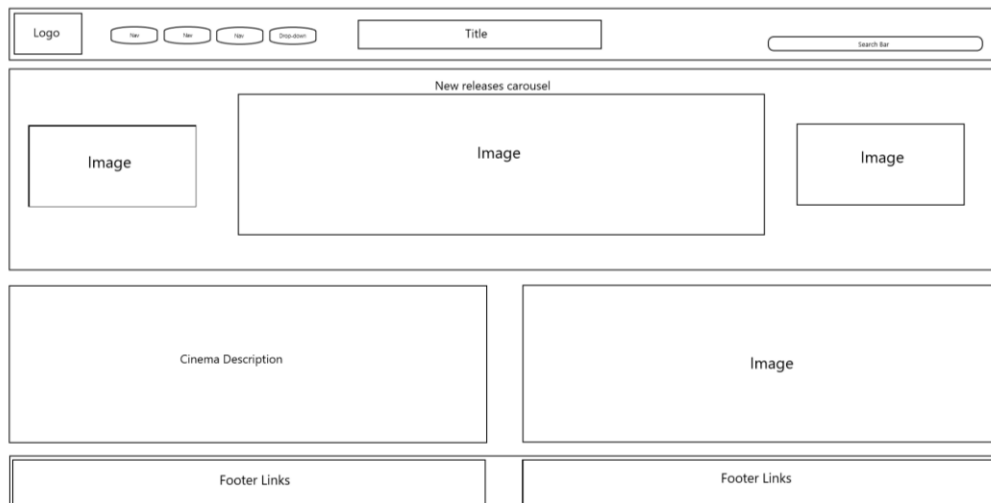 Logo
Nav
Nav
Nav
Drop-down
Title
Search Bar
New releases carousel
Image
Image
Image
Cinema Description
Image
Footer Links
Footer Links